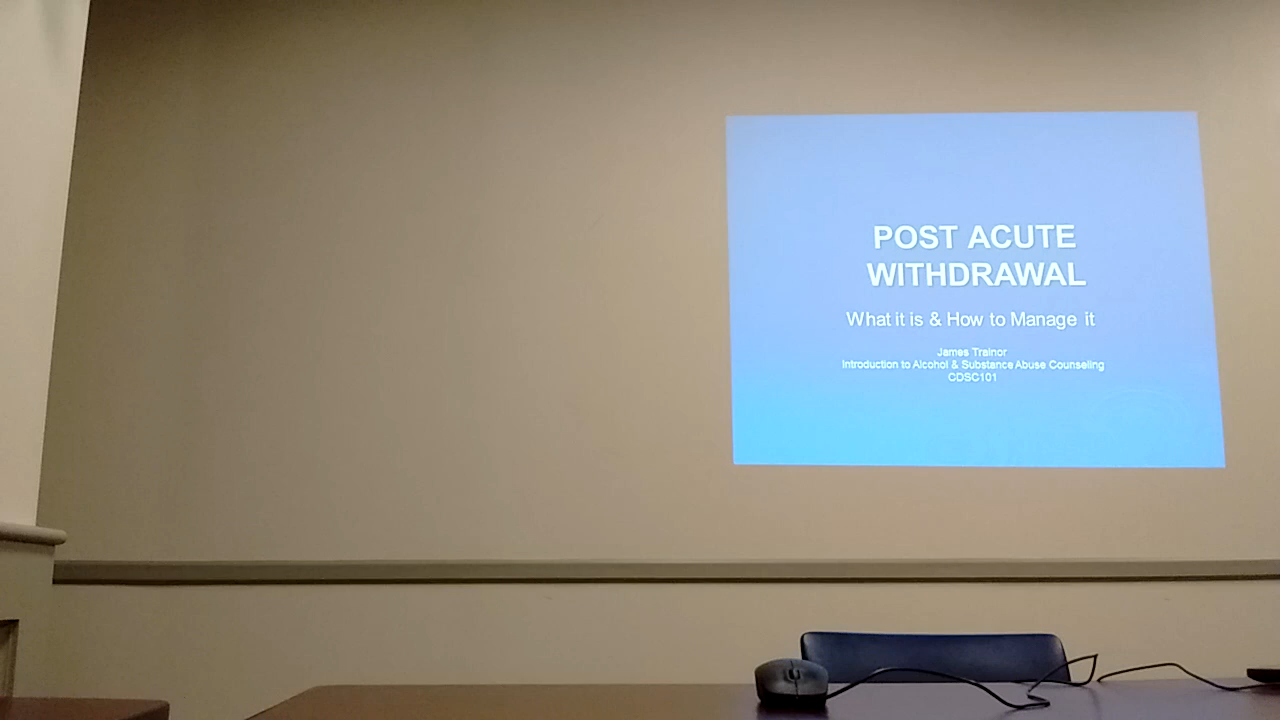 POST ACUTE
WITHDRAWAL
What it is & How to Manage it
James Trainor
Introduction to Alcohol & Substance Abuse Counseling
CDSC101